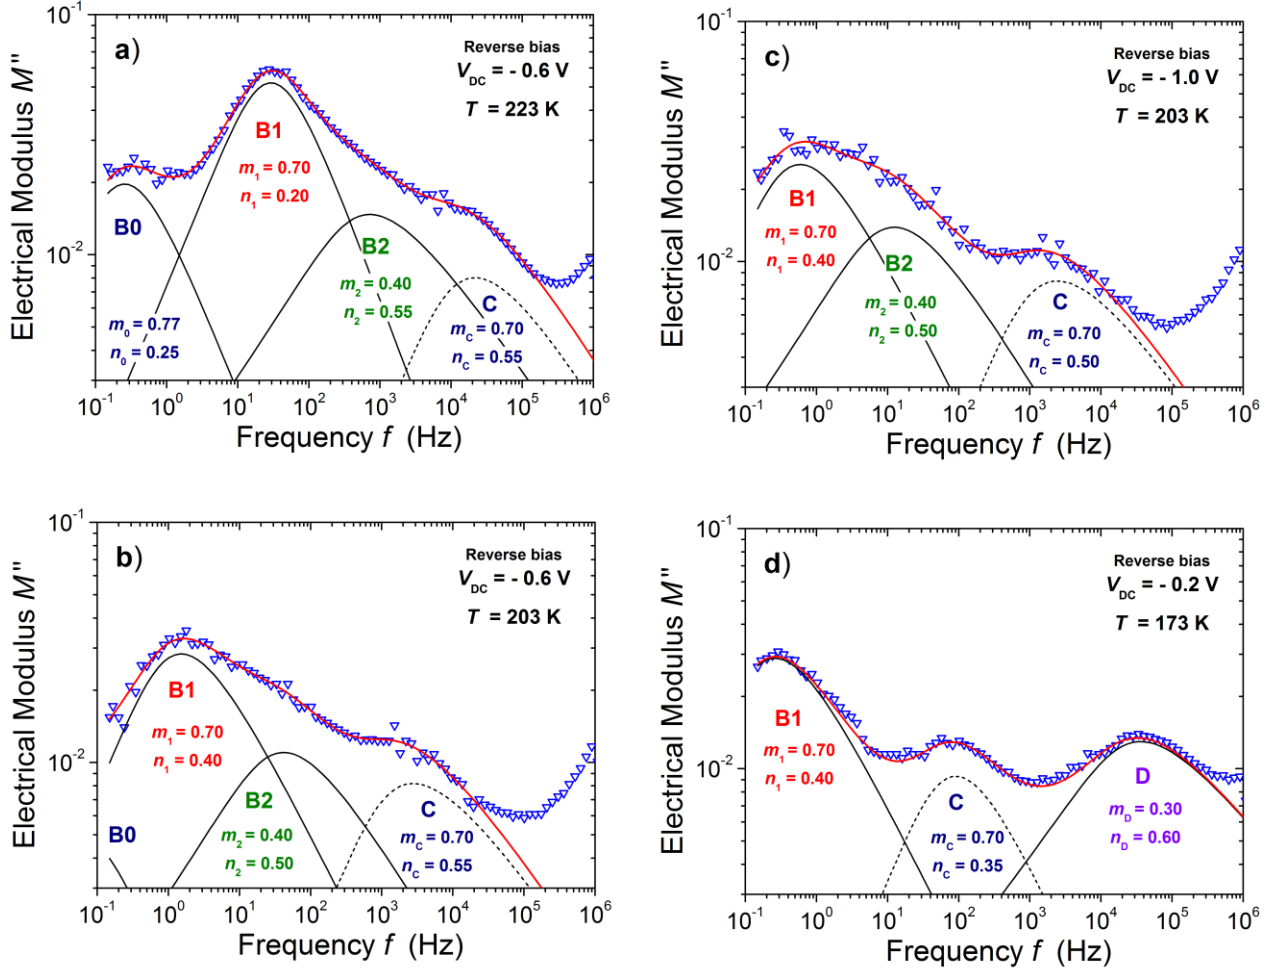 a)
Reverse bias
V_DC = - 0.6 V
T = 223 K
B1
m_1 = 0.70
n_1 = 0.20
B0
m_0 = 0.77
n_0 = 0.25
B2
m_2 = 0.40
n_2 = 0.55
C
m_C = 0.70
n_C = 0.55
Electrical Modulus M"
10^-1
10^-2
10^-1 10^0 10^1 10^2 10^3 10^4 10^5 10^6
Frequency f (Hz)
c)
Reverse bias
V_DC = - 1.0 V
T = 203 K
B1
m_1 = 0.70
n_1 = 0.40
B2
m_2 = 0.40
n_2 = 0.50
C
m_C = 0.70
n_C = 0.50
Electrical Modulus M"
10^-1
10^-2
10^-1 10^0 10^1 10^2 10^3 10^4 10^5 10^6
Frequency f (Hz)
b)
Reverse bias
V_DC = - 0.6 V
T = 203 K
B1
m_1 = 0.70
n_1 = 0.40
B0
B2
m_2 = 0.40
n_2 = 0.50
C
m_C = 0.70
n_C = 0.55
Electrical Modulus M"
10^-1
10^-2
10^-1 10^0 10^1 10^2 10^3 10^4 10^5 10^6
Frequency f (Hz)
d)
Reverse bias
V_DC = - 0.2 V
T = 173 K
B1
m_1 = 0.70
n_1 = 0.40
C
m_C = 0.70
n_C = 0.35
D
m_D = 0.30
n_D = 0.60
Electrical Modulus M"
10^-1
10^-2
10^-1 10^0 10^1 10^2 10^3 10^4 10^5 10^6
Frequency f (Hz)